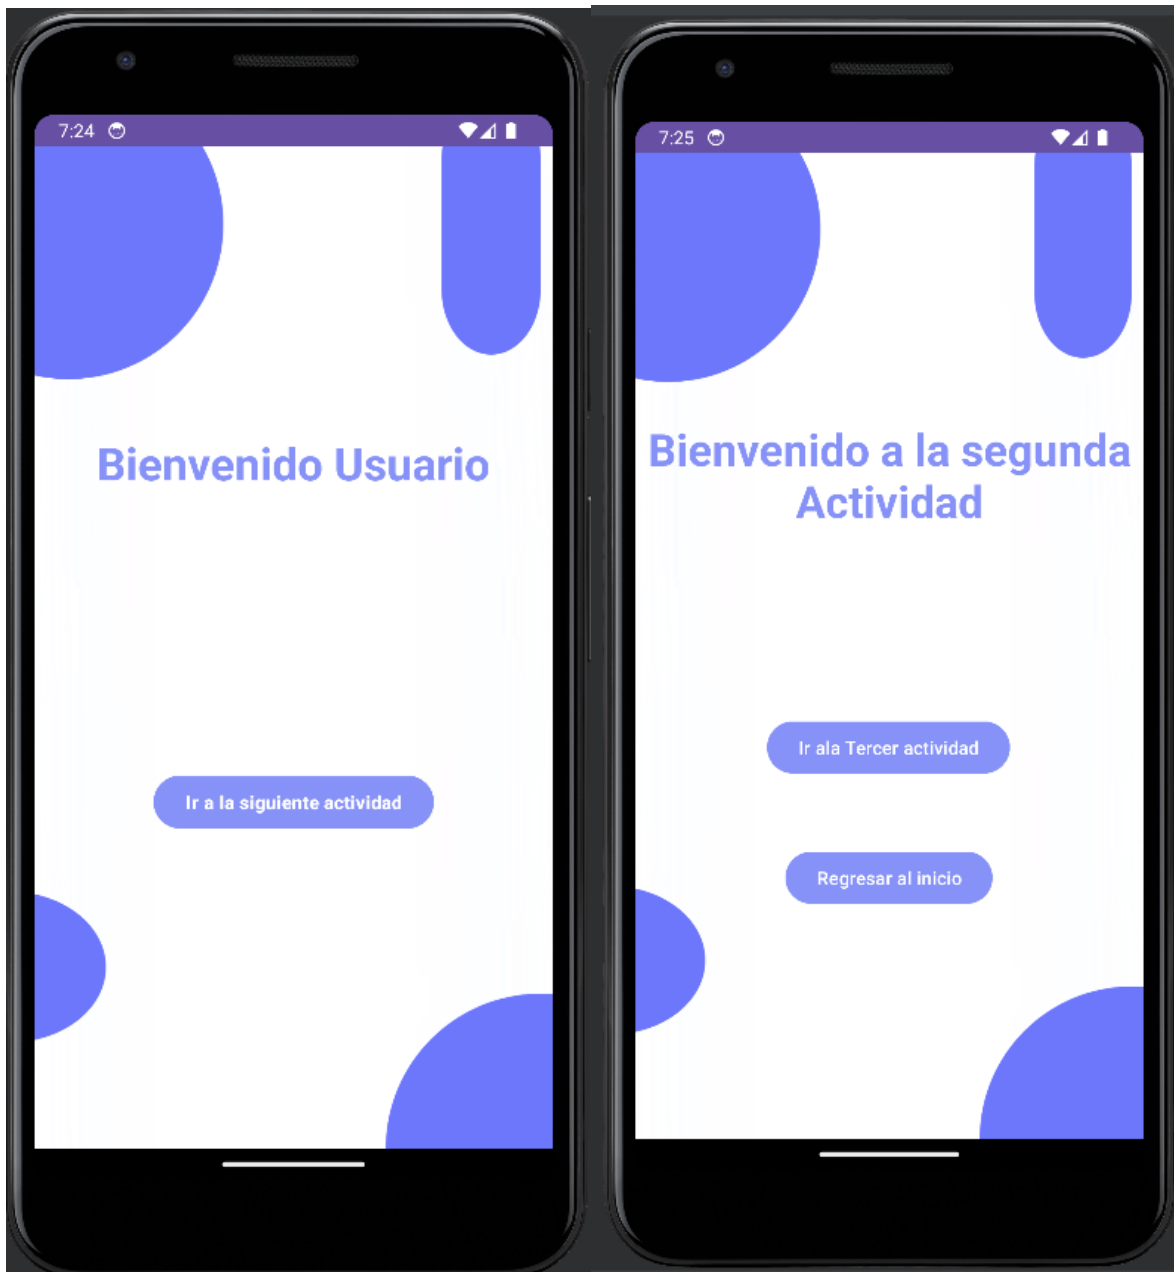 7:24
Bienvenido Usuario
Ir a la siguiente actividad
7:25
Bienvenido a la segunda
Actividad
Ir ala Tercer actividad
Regresar al inicio